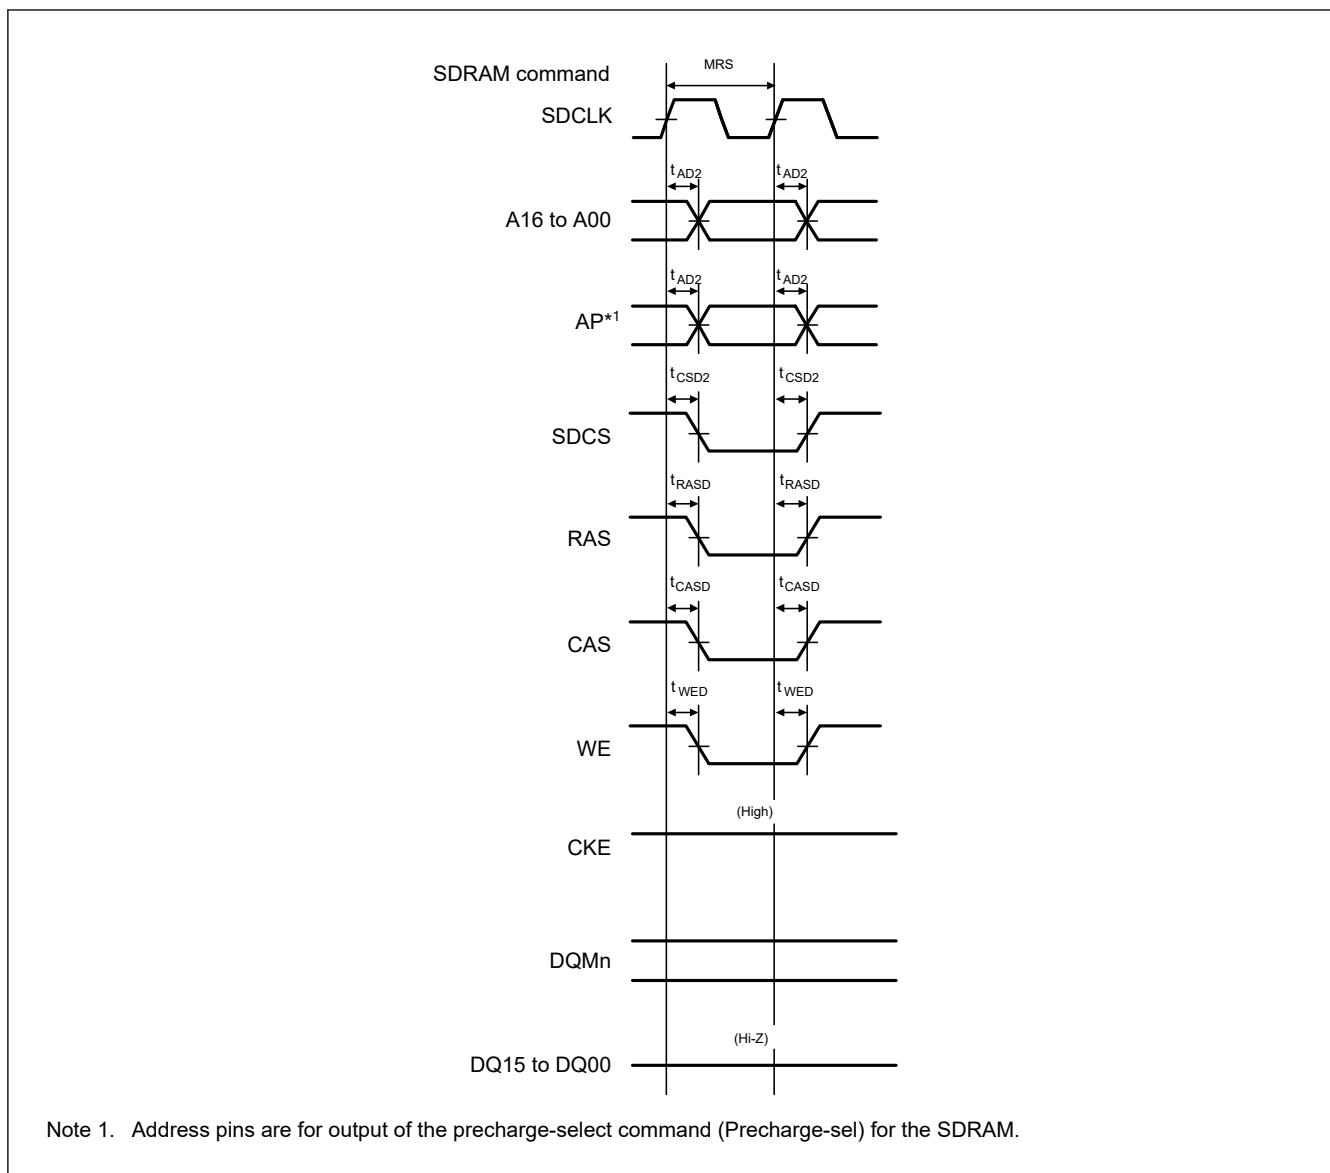 SDRAM command
MRS
SDCLK
tAD2 tAD2
A16 to A00
tAD2 tAD2
AP*1
tCSD2 tCSD2
SDCS
tRASD tRASD
RAS
tCASD tCASD
CAS
tWED tWED
WE
(High)
CKE
DQMn
(Hi-Z)
DQ15 to DQ00
Note 1. Address pins are for output of the precharge-select command (Precharge-sel) for the SDRAM.